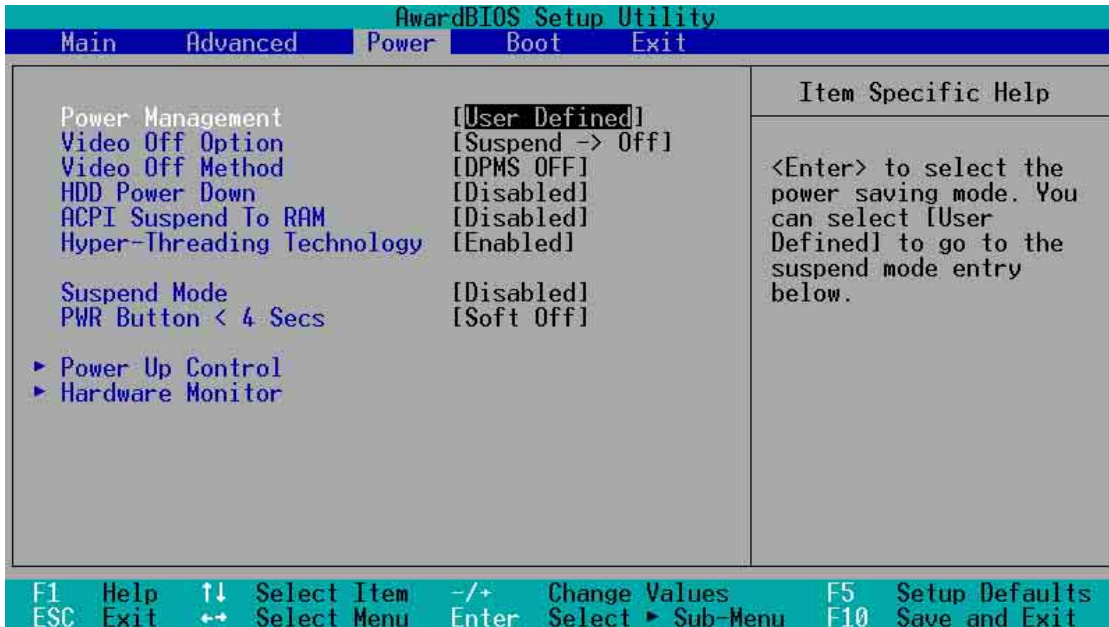 AwardBIOS Setup Utility
Main Advanced Power Boot Exit
Power Management [User Defined]
Video Off Option [Suspend -> Off]
Video Off Method [DPMS OFF]
HDD Power Down [Disabled]
ACPI Suspend To RAM [Disabled]
Hyper-Threading Technology [Enabled]
Suspend Mode [Disabled]
PWR Button < 4 Secs [Soft Off]
► Power Up Control
► Hardware Monitor
Item Specific Help
<Enter> to select the
power saving mode. You
can select [User
Defined] to go to the
suspend mode entry
below.
F1 Help ↑↓ Select Item -/+ Change Values F5 Setup Defaults
ESC Exit ←→ Select Menu Enter Select ► Sub-Menu F10 Save and Exit